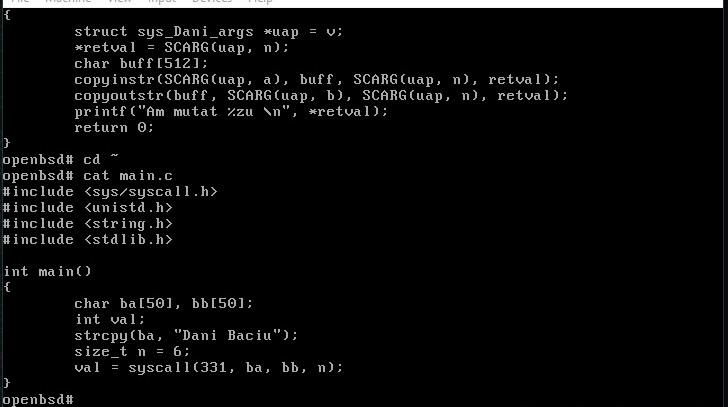 File Machine View Input Devices Help
{
        struct sys_Dani_args *uap = v;
        *retval = SCARG(uap, n);
        char buff[512];
        copyinstr(SCARG(uap, a), buff, SCARG(uap, n), retval);
        copyoutstr(buff, SCARG(uap, b), SCARG(uap, n), retval);
        printf("Am mutat %zu \n", *retval);
        return 0;
}
openbsd# cd ~
openbsd# cat main.c
#include <sys/syscall.h>
#include <unistd.h>
#include <string.h>
#include <stdlib.h>

int main()
{
        char ba[50], bb[50];
        int val;
        strcpy(ba, "Dani Baciu");
        size_t n = 6;
        val = syscall(331, ba, bb, n);
}
openbsd#